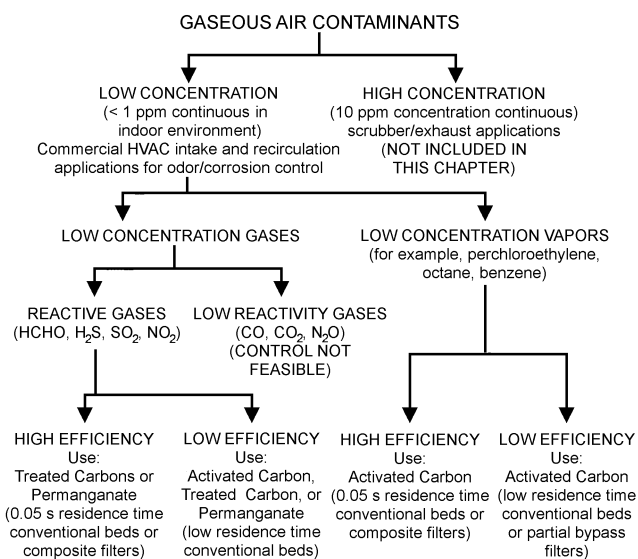 GASEOUS AIR CONTAMINANTS
LOW CONCENTRATION
(< 1 ppm continuous in
indoor environment)
Commercial HVAC intake and recirculation
applications for odor/corrosion control
HIGH CONCENTRATION
(10 ppm concentration continuous)
scrubber/exhaust applications
(NOT INCLUDED IN
THIS CHAPTER)
LOW CONCENTRATION GASES
LOW CONCENTRATION VAPORS
(for example, perchloroethylene,
octane, benzene)
REACTIVE GASES
(HCHO, H₂S, SO₂, NO₂)
LOW REACTIVITY GASES
(CO, CO₂, N₂O)
(CONTROL NOT
FEASIBLE)
HIGH EFFICIENCY
Use:
Treated Carbons or
Permanganate
(0.05 s residence time
conventional beds or
composite filters)
LOW EFFICIENCY
Use:
Activated Carbon,
Treated Carbon, or
Permanganate
(low residence time
conventional beds)
HIGH EFFICIENCY
Use:
Activated Carbon
(0.05 s residence time
conventional beds or
composite filters)
LOW EFFICIENCY
Use:
Activated Carbon
(low residence time
conventional beds
or partial bypass
filters)